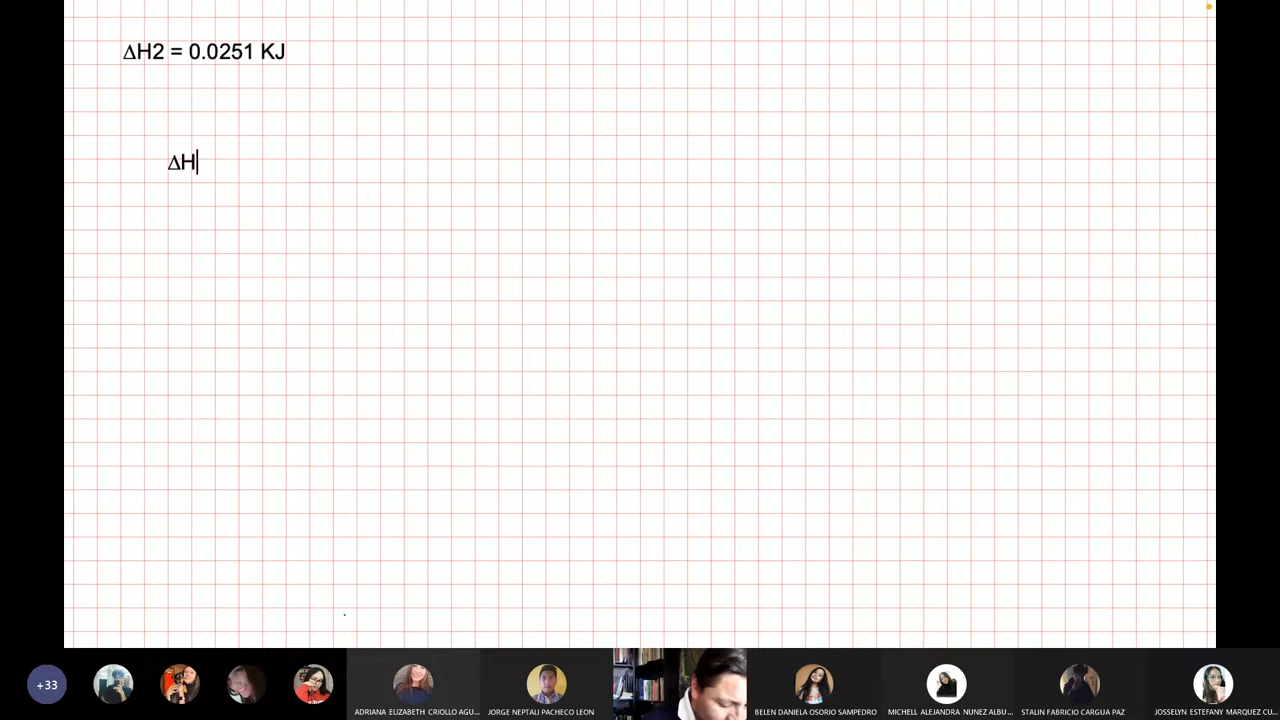 ΔH2 = 0.0251 KJ
ΔH
+33
ADRIANA ELIZABETH CRIOLLO AGU...
JORGE NEPTALI PACHECO LEON
BELEN DANIELA OSORIO SAMPEDRO
MICHELL ALEJANDRA NUNEZ ALBU...
STALIN FABRICIO CARGUA PAZ
JOSSELYN ESTEFANY MARQUEZ CU...